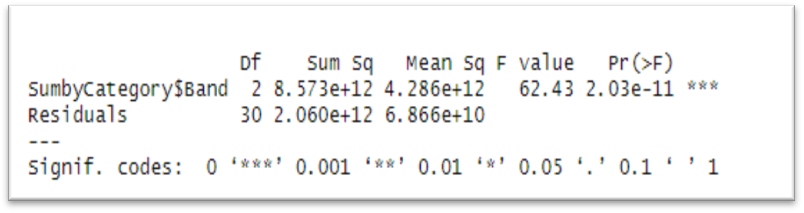 Df Sum Sq Mean Sq F value Pr(>F)
SumbyCategory$Band 2 8.573e+12 4.286e+12 62.43 2.03e-11 ***
Residuals 30 2.060e+12 6.866e+10
---
Signif. codes: 0 ‘***’ 0.001 ‘**’ 0.01 ‘*’ 0.05 ‘.’ 0.1 ‘ ’ 1